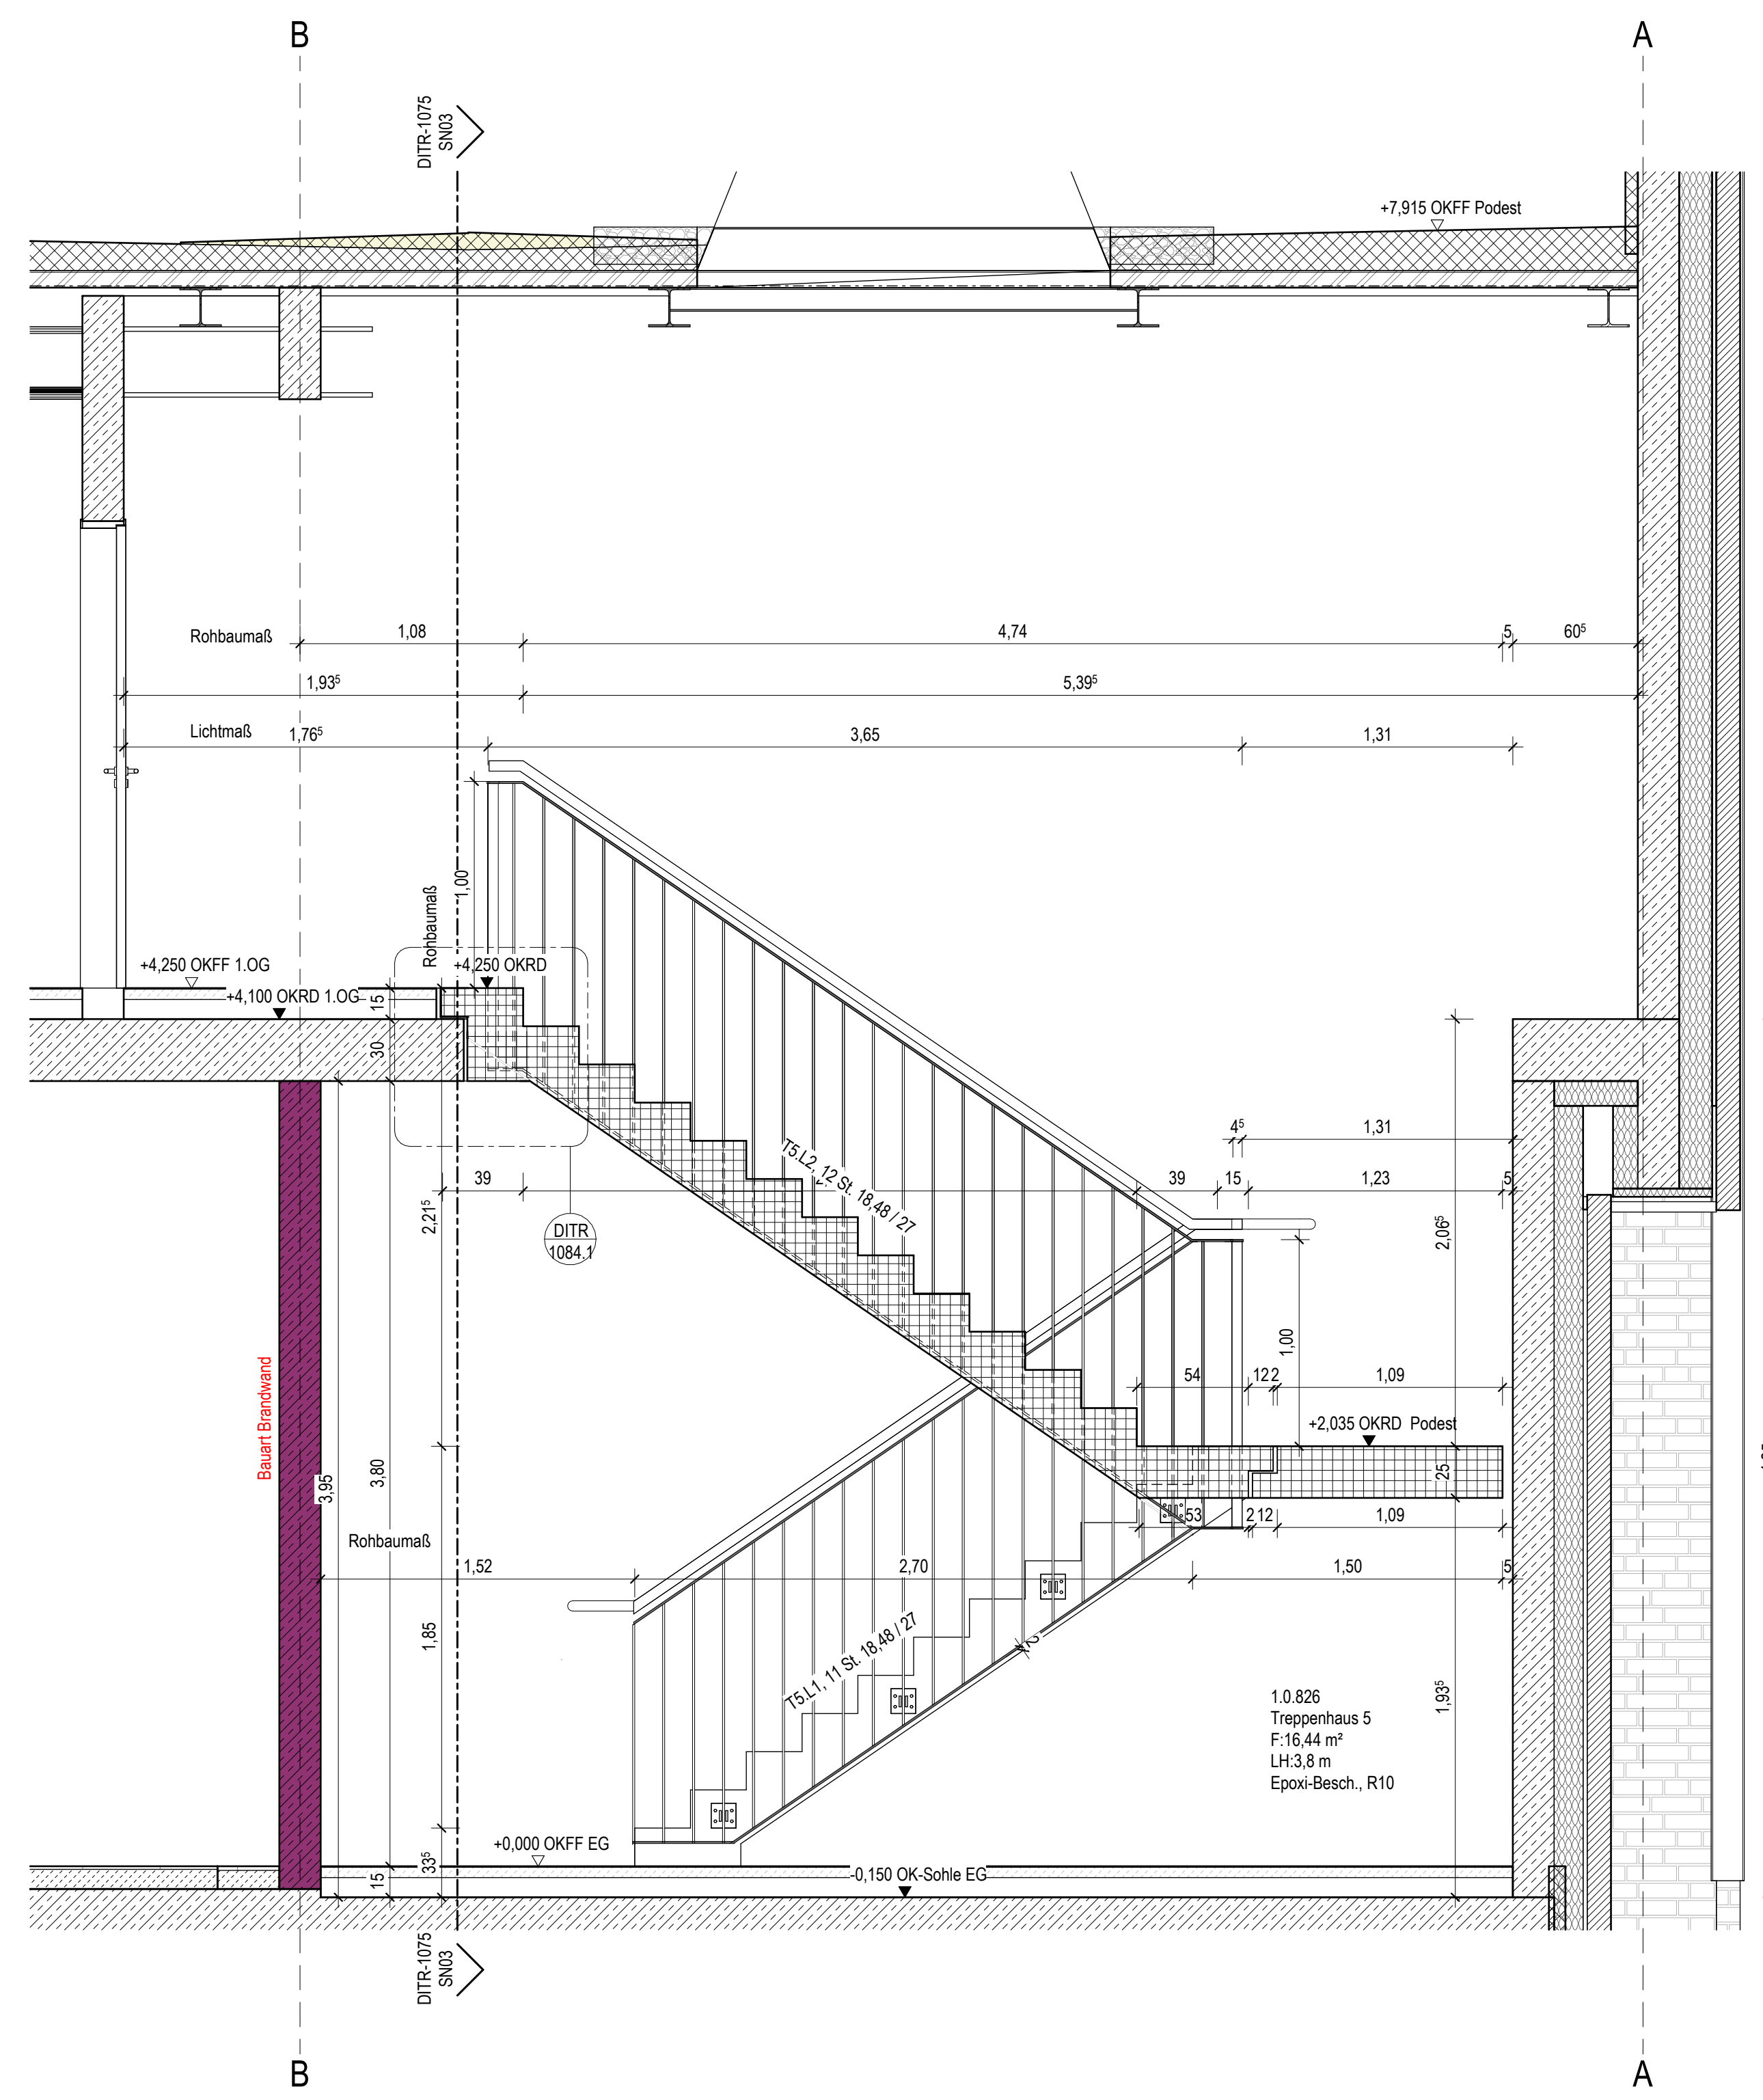 B
A
DITR-1075
SN03
+7,915 OKFF Podest
Rohbaumaß
1,08
4,74
5
60⁵
1,93⁵
5,39⁵
Lichtmaß
1,76⁵
3,65
1,31
Rohbaumaß
1,00
+4,250 OKFF 1.OG
+4,250 OKRD
+4,100 OKRD 1.OG
15
30
4⁵
1,31
T5.L2, 12 St. 18,48 / 27
39
39
15
1,23
5
2,21⁵
DITR
1084.1
2,06⁵
1,00
54
12
2
1,09
+2,035 OKRD Podest
25
Bauart Brandwand
3,95
3,80
53
2
12
1,09
Rohbaumaß
1,52
2,70
1,50
5
1,85
T5.L1, 11 St. 18,48 / 27
2
1.0.826
Treppenhaus 5
F:16,44 m²
LH:3,8 m
Epoxi-Besch., R10
1,93⁵
+0,000 OKFF EG
33⁵
15
-0,150 OK-Sohle EG
DITR-1075
SN03
B
A